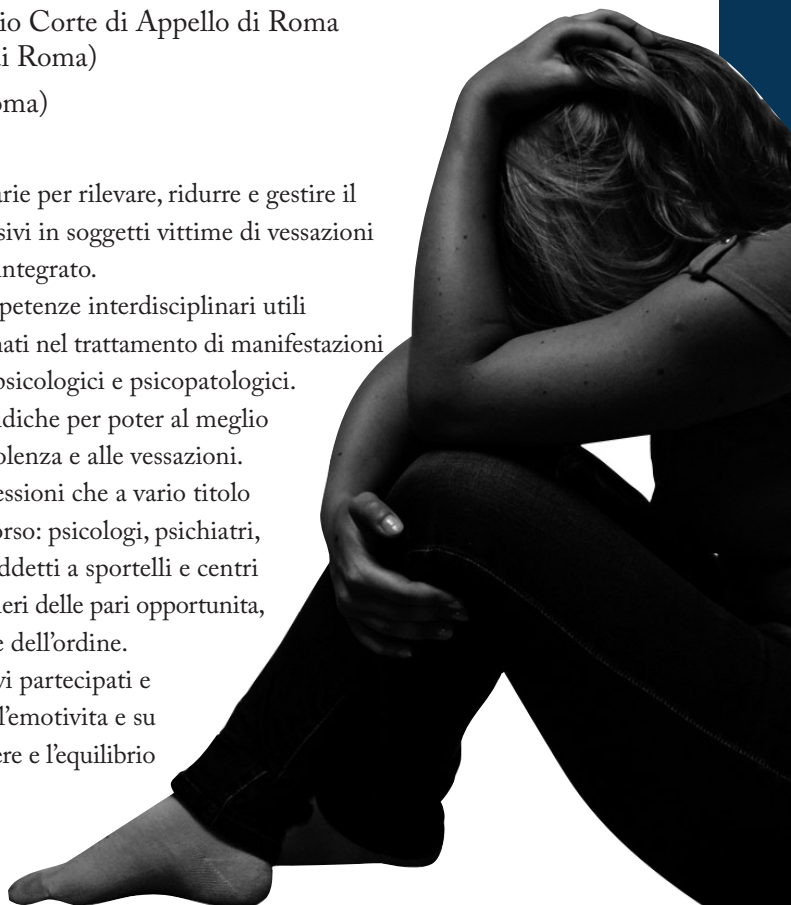 io Corte di Appello di Roma
i Roma)
oma)
arie per rilevare, ridurre e gestire il
sivi in soggetti vittime di vessazioni
integrato.
petenze interdisciplinari utili
nati nel trattamento di manifestazioni
psicologici e psicopatologici.
diche per poter al meglio
olenza e alle vessazioni.
essioni che a vario titolo
orso: psicologi, psichiatri,
ddetti a sportelli e centri
ieri delle pari opportunita,
e dell’ordine.
vi partecipati e
l’emotivita e su
ere e l’equilibrio